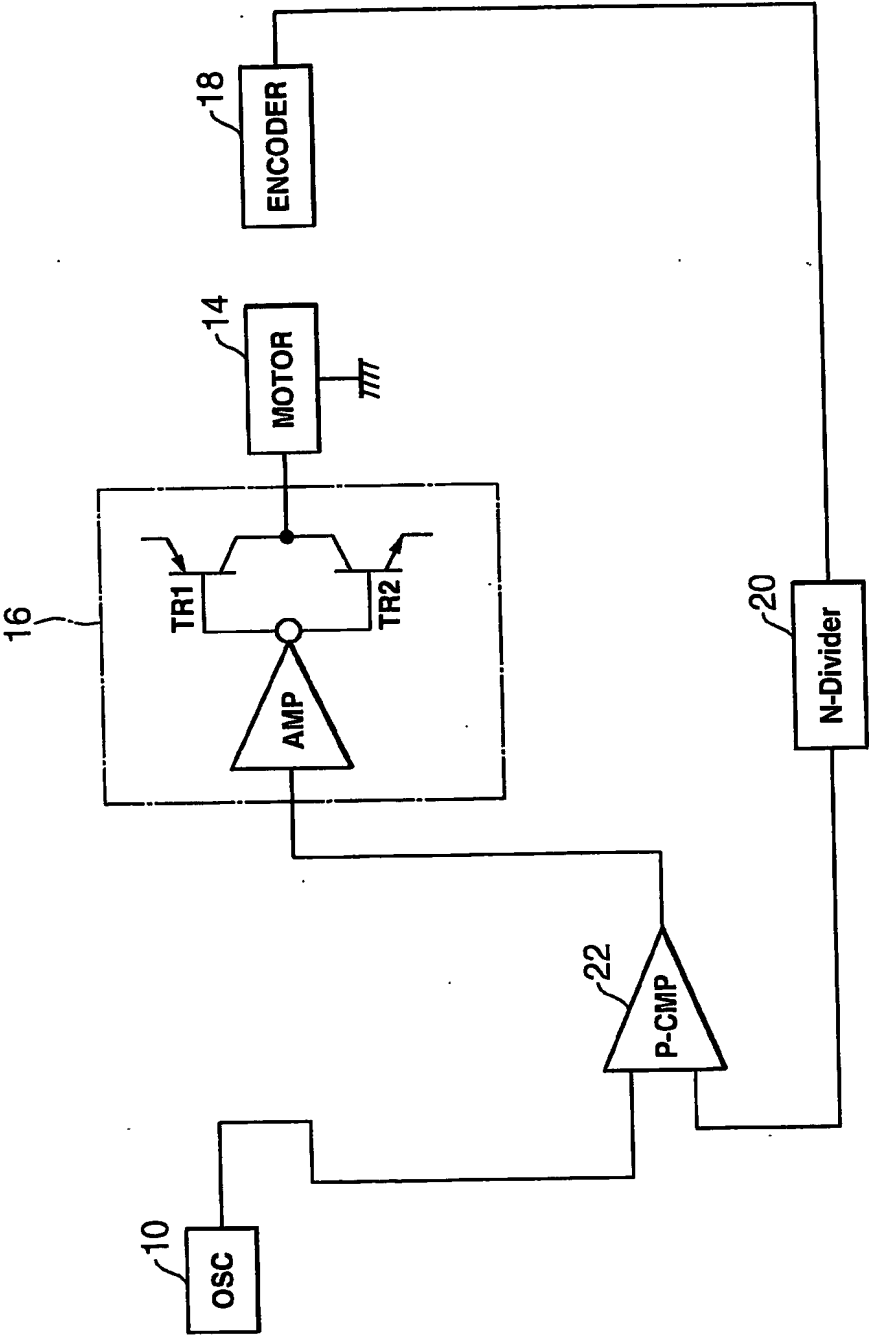 16
10
OSC
22
P-CMP
AMP
TR1
TR2
14
MOTOR
18
ENCODER
20
N-Divider